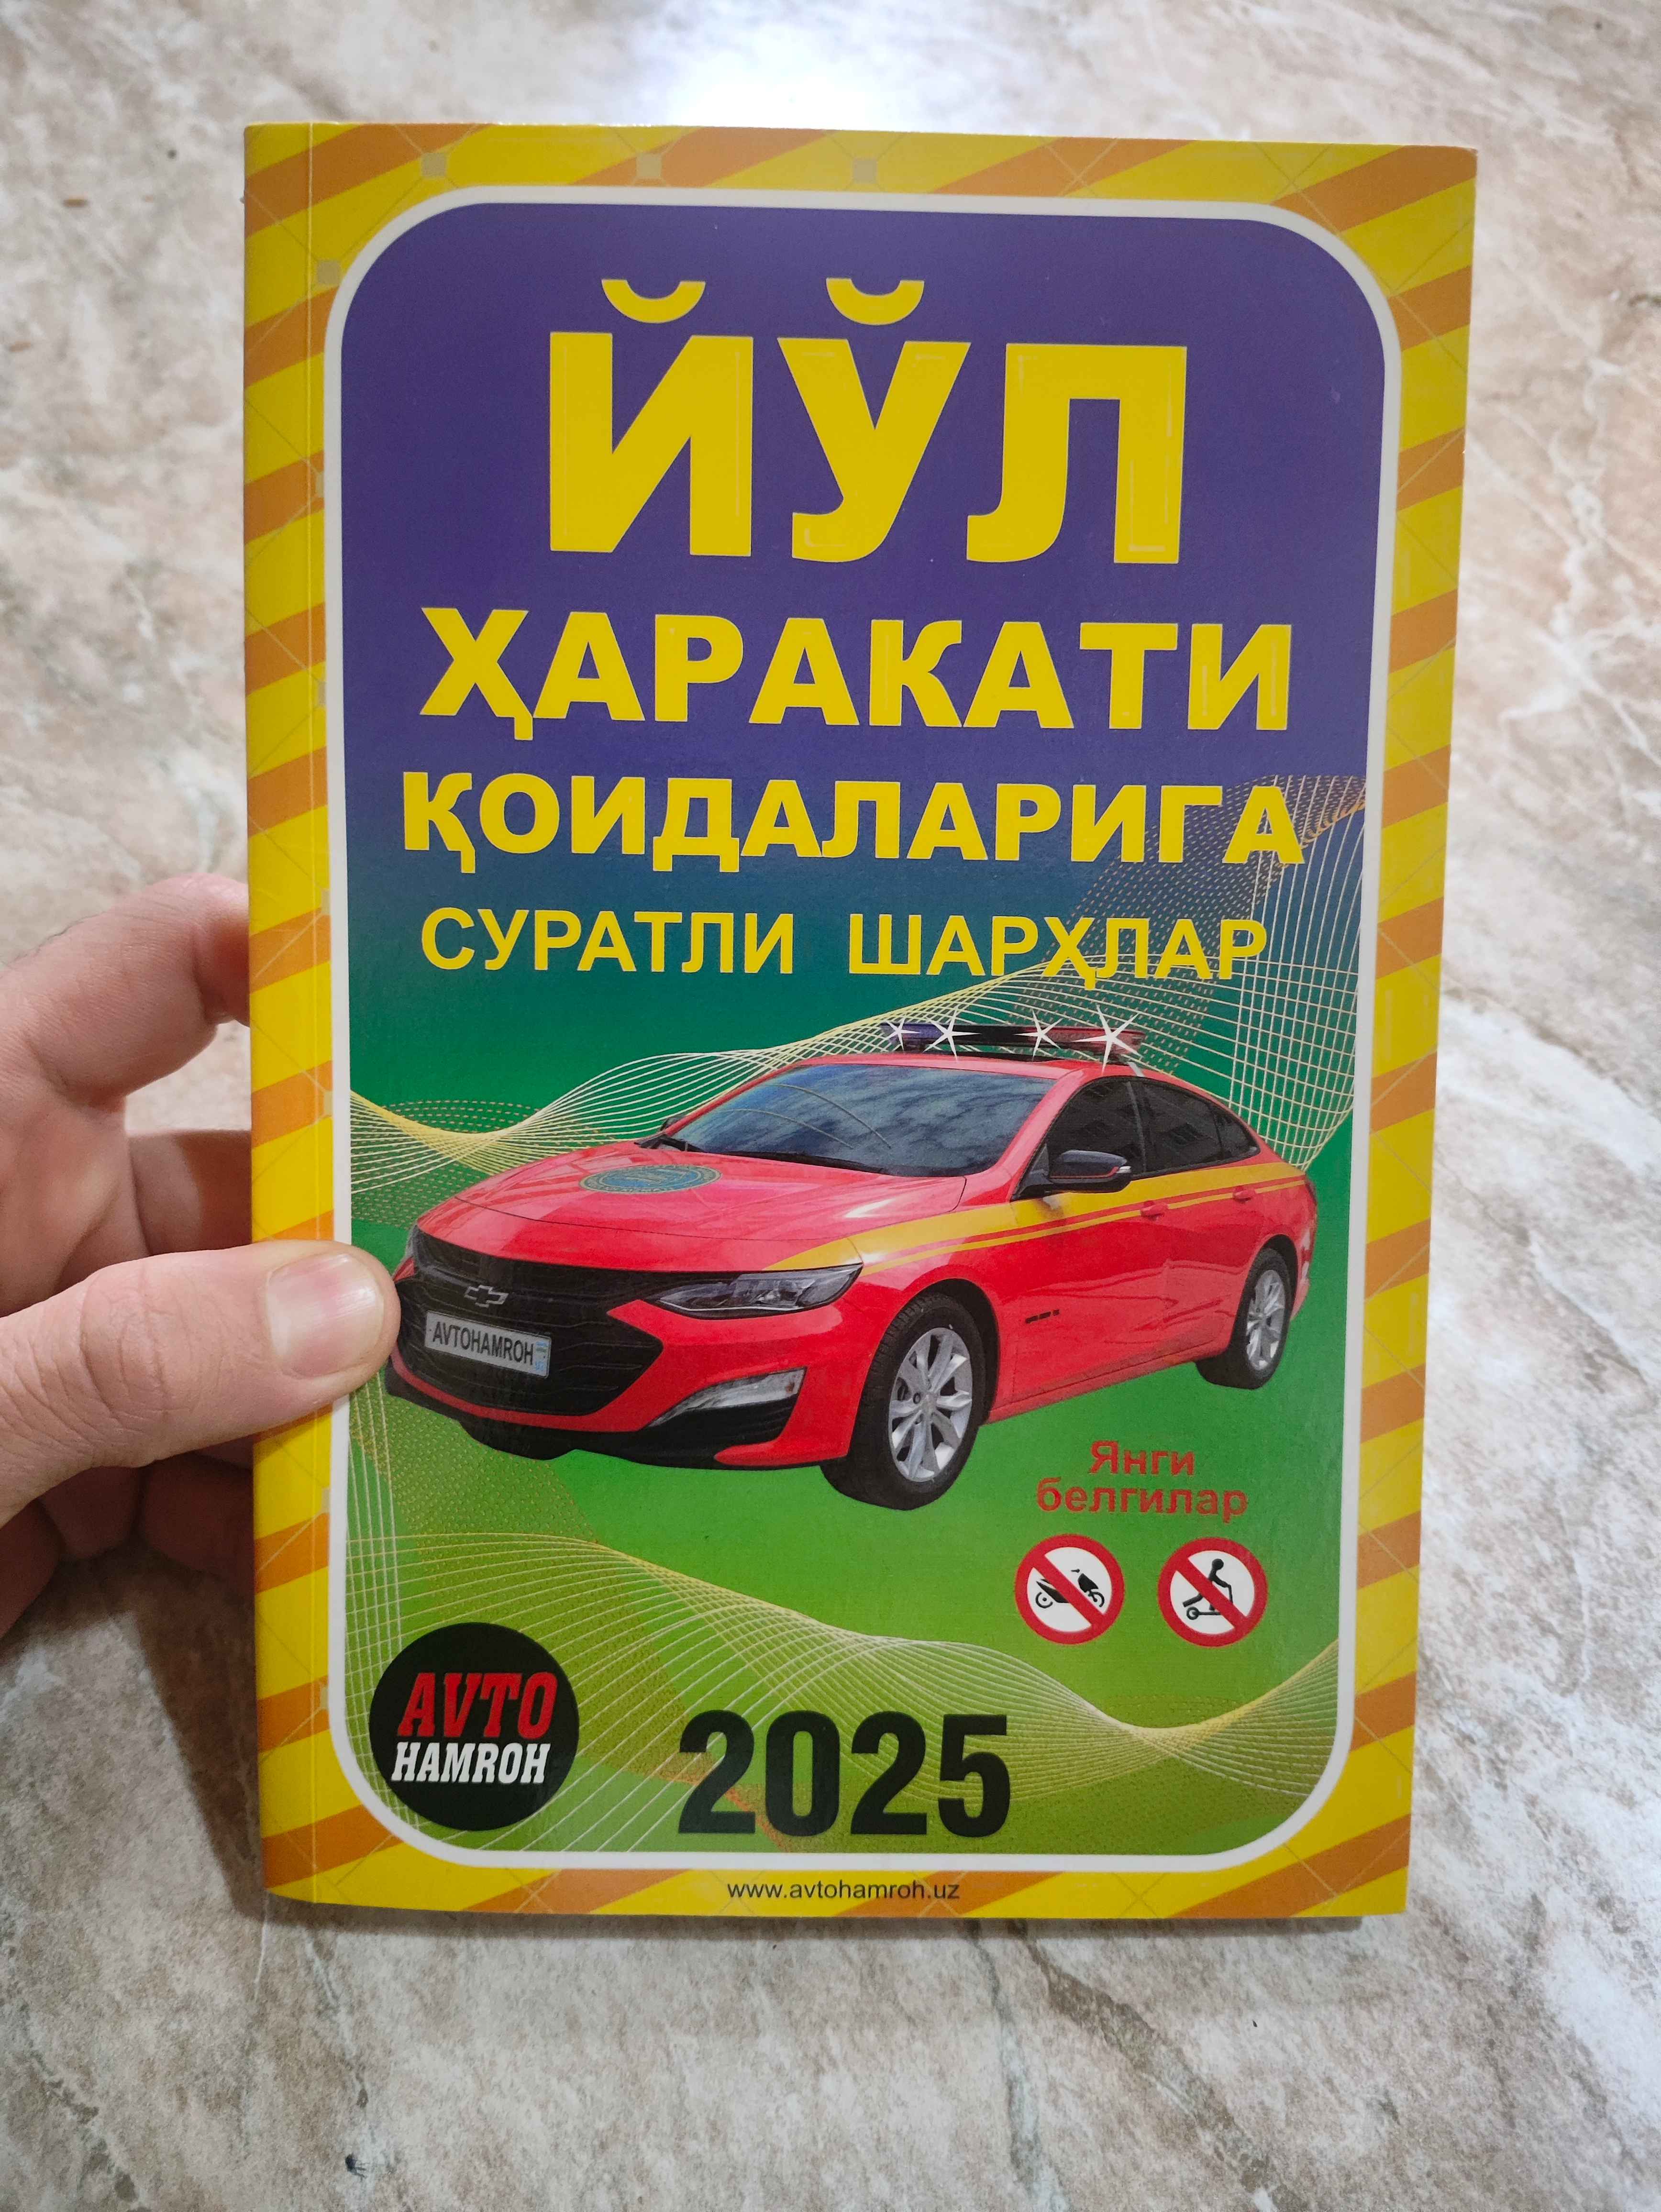 ЙЎЛ
ҲАРАКАТИ
ҚОИДАЛАРИГА
СУРАТЛИ ШАРҲЛАР
AVTOHAMROH
Янги
белгилар
AVTO
HAMROH
2025
www.avtohamroh.uz